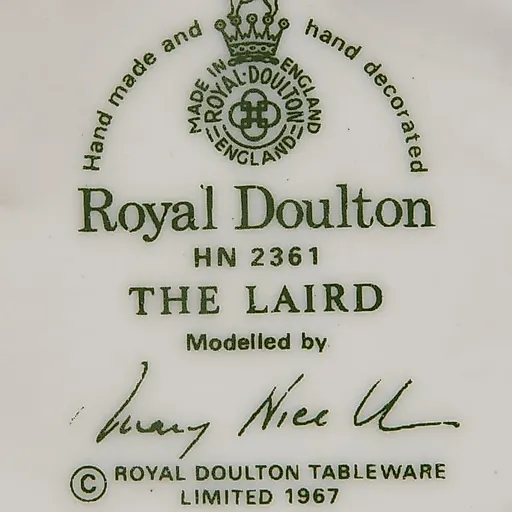 Hand made and hand decorated
MADE IN ENGLAND
ROYAL·DOULTON
ENGLAND
Royal Doulton
HN 2361
THE LAIRD
Modelled by
© ROYAL DOULTON TABLEWARE
LIMITED 1967